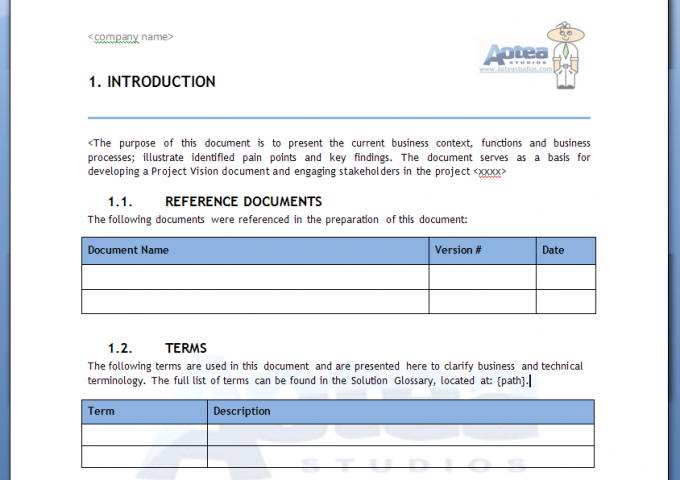 <company name>
Aotea
STUDIOS
www.aoteastudios.com
1. INTRODUCTION
<The purpose of this document is to present the current business context, functions and business
processes; illustrate identified pain points and key findings. The document serves as a basis for
developing a Project Vision document and engaging stakeholders in the project <xxxx>
1.1. REFERENCE DOCUMENTS
The following documents were referenced in the preparation of this document:
Document Name Version # Date
1.2. TERMS
The following terms are used in this document and are presented here to clarify business and technical
terminology. The full list of terms can be found in the Solution Glossary, located at: {path}.
Term Description
Aotea
STUDIOS